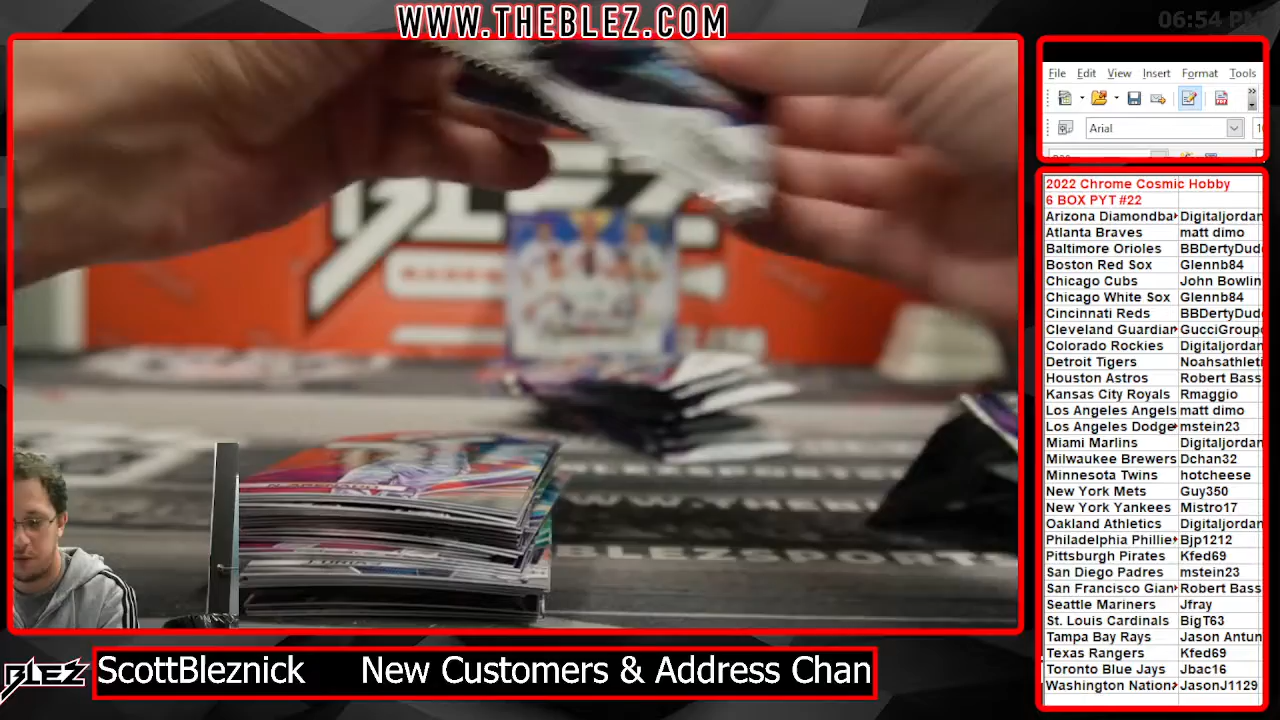 WWW.THEBLEZ.COM
06:54 PM
File Edit View Insert Format Tools
Arial
2022 Chrome Cosmic Hobby
6 BOX PYT #22
Arizona Diamondba Digitaljordan
Atlanta Braves matt dimo
Baltimore Orioles BBDertyDud
Boston Red Sox Glennb84
Chicago Cubs John Bowlin
Chicago White Sox Glennb84
Cincinnati Reds BBDertyDud
Cleveland Guardian GucciGroup
Colorado Rockies Digitaljordan
Detroit Tigers Noahsathleti
Houston Astros Robert Bass
Kansas City Royals Rmaggio
Los Angeles Angels matt dimo
Los Angeles Dodge mstein23
Miami Marlins Digitaljordan
Milwaukee Brewers Dchan32
Minnesota Twins hotcheese
New York Mets Guy350
New York Yankees Mistro17
Oakland Athletics Digitaljordan
Philadelphia Phillie Bjp1212
Pittsburgh Pirates Kfed69
San Diego Padres mstein23
San Francisco Gian Robert Bass
Seattle Mariners Jfray
St. Louis Cardinals BigT63
Tampa Bay Rays Jason Antun
Texas Rangers Kfed69
Toronto Blue Jays Jbac16
Washington Nation JasonJ1129
BLEZSPORTS
BLEZ
ScottBleznick New Customers & Address Chan